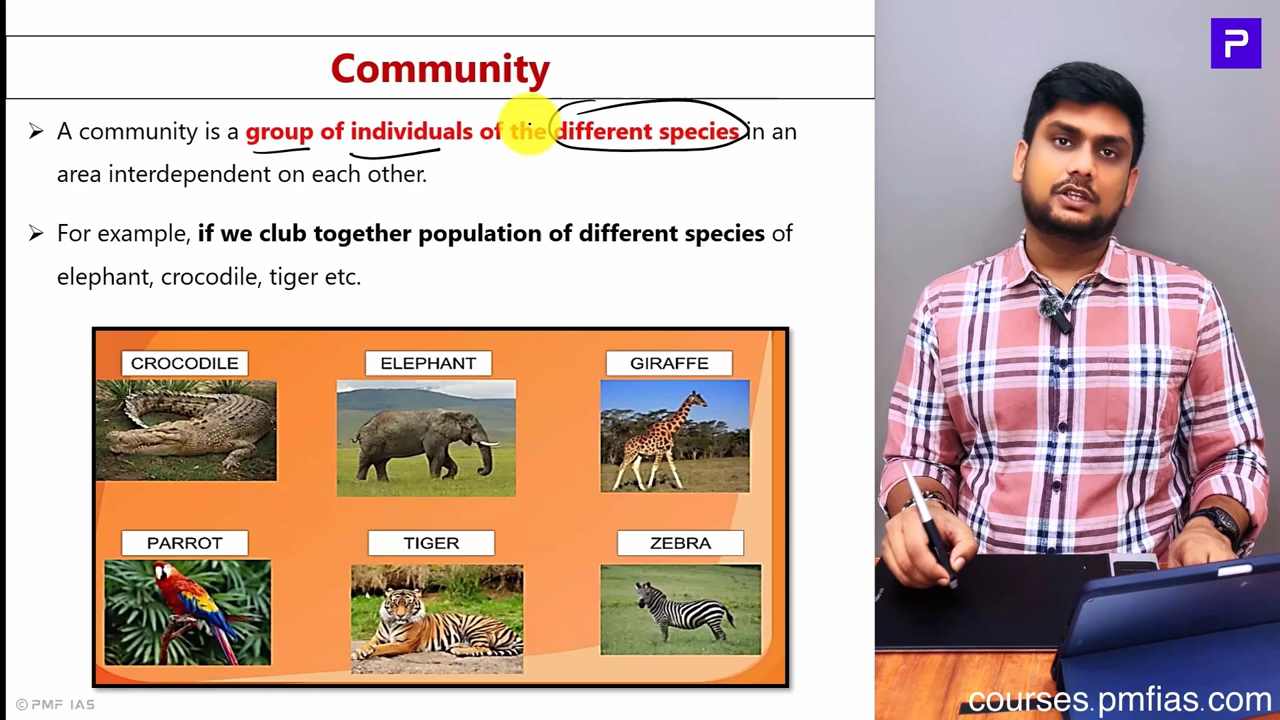 Community
➢ A community is a group of individuals of the different species in an
area interdependent on each other.
➢ For example, if we club together population of different species of
elephant, crocodile, tiger etc.
CROCODILE
ELEPHANT
GIRAFFE
PARROT
TIGER
ZEBRA
© PMF IAS
P
courses.pmfias.com